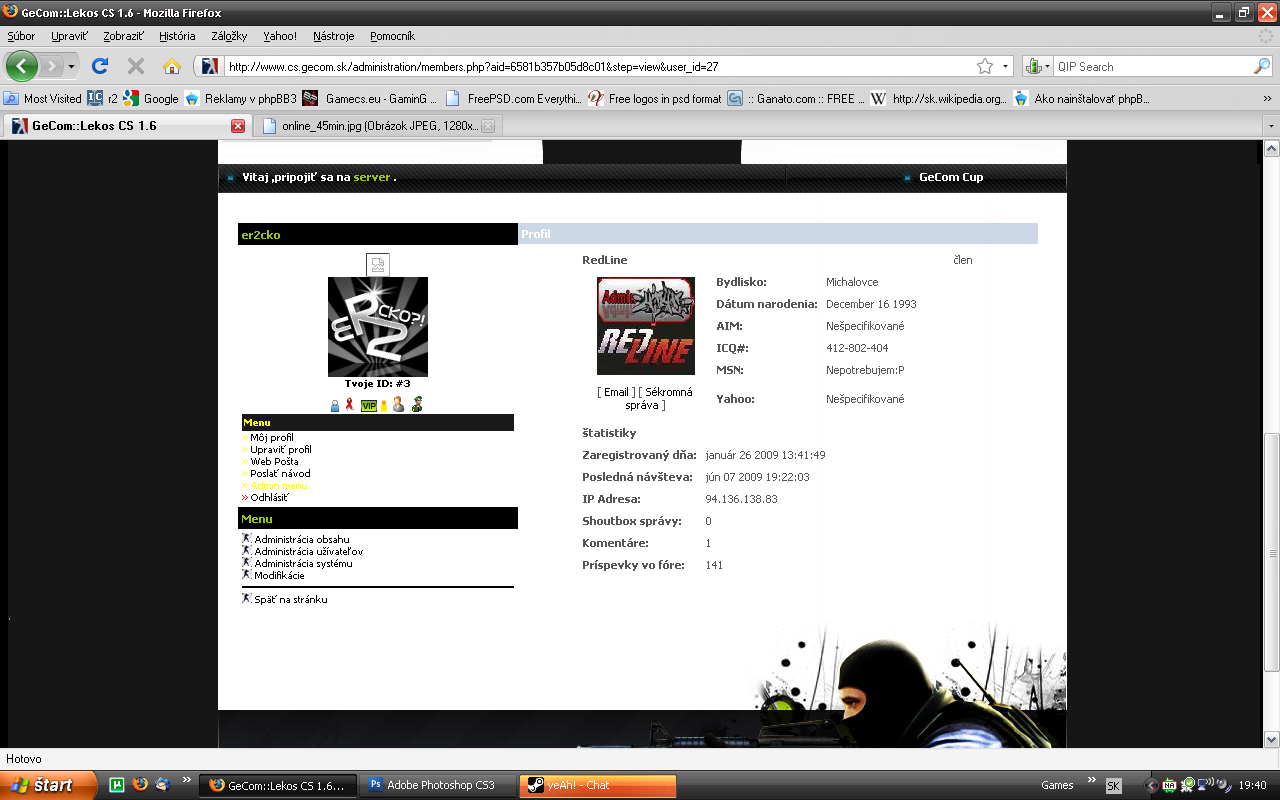 GeCom::Lekos CS 1.6 - Mozilla Firefox
Súbor Upraviť Zobraziť História Záložky Yahoo! Nástroje Pomocník
http://www.cs.gecom.sk/administration/members.php?aid=6581b357b05d8c01&step=view&user_id=27
QIP Search
Most Visited r2 Google Reklamy v phpBB3 Gamecs.eu - GaminG ... FreePSD.com Everythi... Free logos in psd format :: Ganato.com :: FREE ... http://sk.wikipedia.org... Ako nainštalovať phpB... »
GeCom::Lekos CS 1.6
online_45min.jpg (Obrázok JPEG, 1280x...
Vitaj ,pripojiť sa na server .
GeCom Cup
er2cko
ER2CKO?!
Tvoje ID: #3
VIP
Menu
» Môj profil
» Upraviť profil
» Web Pošta
» Poslať návod
» Admin menu
» Odhlásiť
Menu
Administrácia obsahu
Administrácia užívateľov
Administrácia systému
Modifikácie
Späť na stránku
Profil
RedLine
člen
Admin
REDLINE
[ Email ] [ Sékromná
správa ]
Bydlisko: Michalovce
Dátum narodenia: December 16 1993
AIM: Nešpecifikované
ICQ#: 412-802-404
MSN: Nepotrebujem:P
Yahoo: Nešpecifikované
štatistiky
Zaregistrovaný dňa: január 26 2009 13:41:49
Posledná návšteva: jún 07 2009 19:22:03
IP Adresa: 94.136.138.83
Shoutbox správy: 0
Komentáre: 1
Príspevky vo fóre: 141
Hotovo
štart » GeCom::Lekos CS 1.6... Adobe Photoshop CS3 yeAh! - Chat Games » SK 19:40